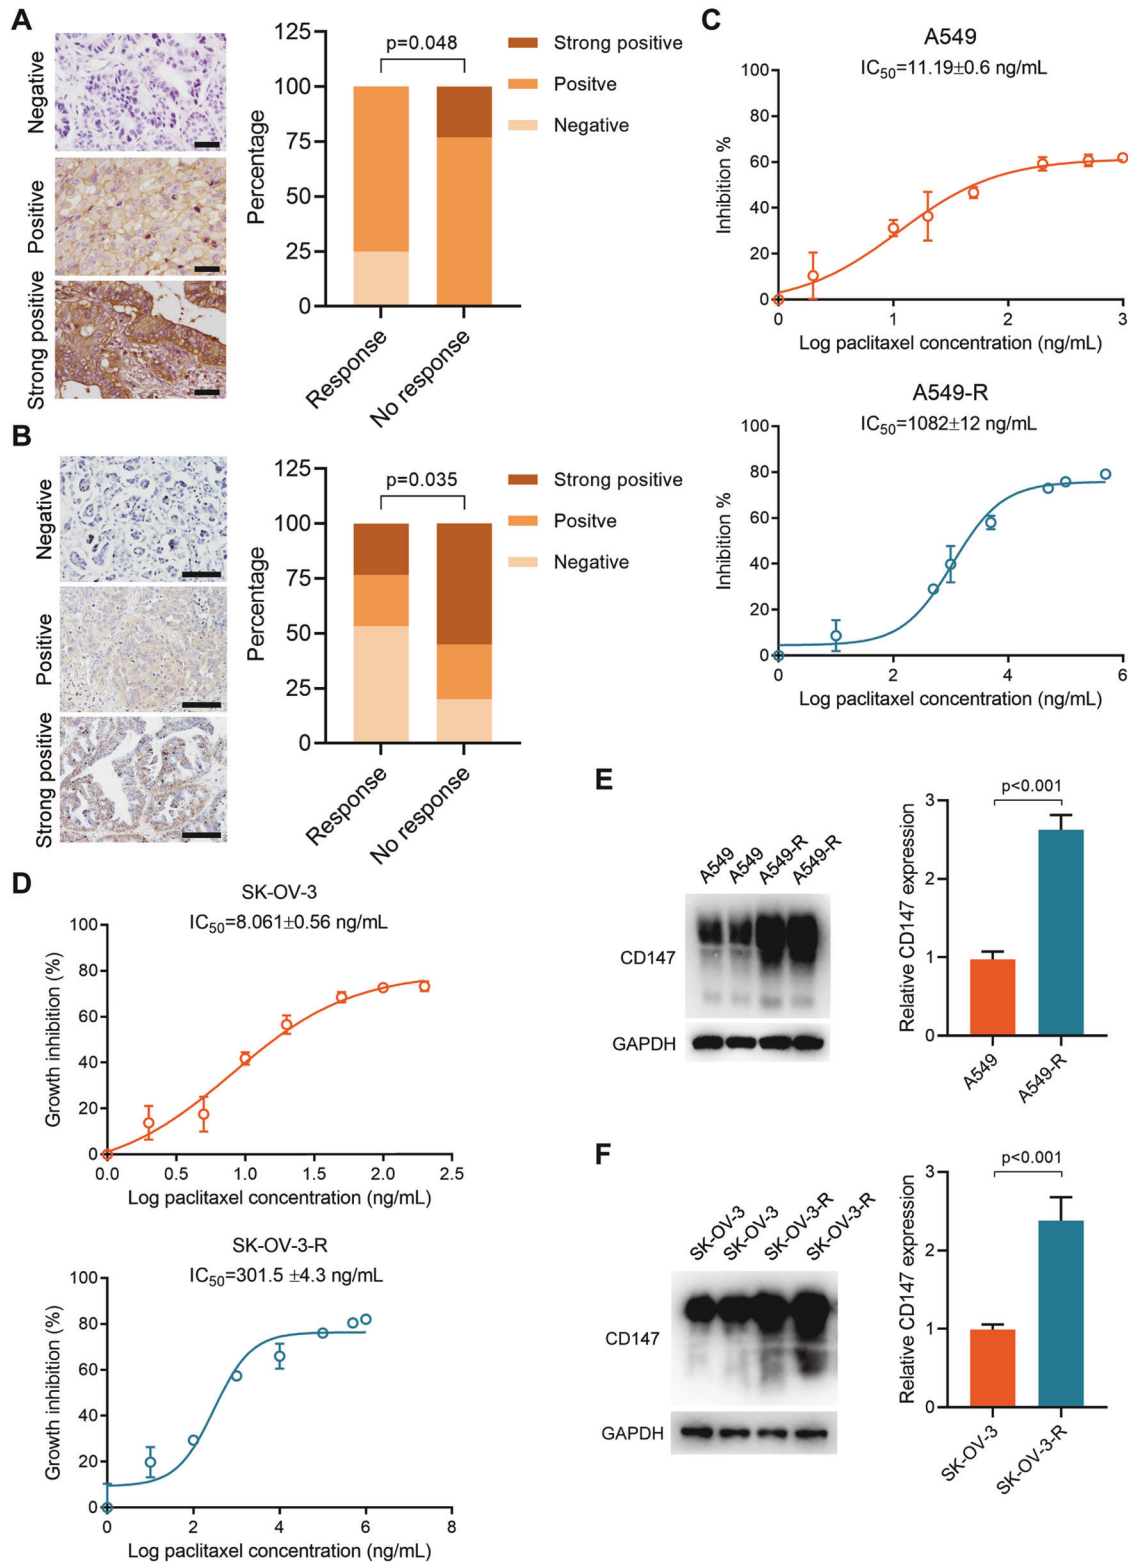 A
Negative
Positive
Strong positive
Percentage
125
100
75
50
25
0
p=0.048
Response
No response
Strong positive
Positve
Negative
B
Negative
Positive
Strong positive
Percentage
125
100
75
50
25
0
p=0.035
Response
No response
Strong positive
Positve
Negative
C
A549
IC50=11.19±0.6 ng/mL
Inhibition %
100
80
60
40
20
0
0 1 2 3
Log paclitaxel concentration (ng/mL)
A549-R
IC50=1082±12 ng/mL
Inhibition %
100
80
60
40
20
0
0 2 4 6
Log paclitaxel concentration (ng/mL)
D
SK-OV-3
IC50=8.061±0.56 ng/mL
Growth inhibition (%)
100
80
60
40
20
0
0.0 0.5 1.0 1.5 2.0 2.5
Log paclitaxel concentration (ng/mL)
SK-OV-3-R
IC50=301.5 ±4.3 ng/mL
Growth inhibition (%)
100
80
60
40
20
0
0 2 4 6 8
Log paclitaxel concentration (ng/mL)
E
A549 A549 A549-R A549-R
CD147
GAPDH
Relative CD147 expression
3
2
1
0
p<0.001
A549
A549-R
F
SK-OV-3 SK-OV-3 SK-OV-3-R SK-OV-3-R
CD147
GAPDH
Relative CD147 expression
3
2
1
0
p<0.001
SK-OV-3
SK-OV-3-R